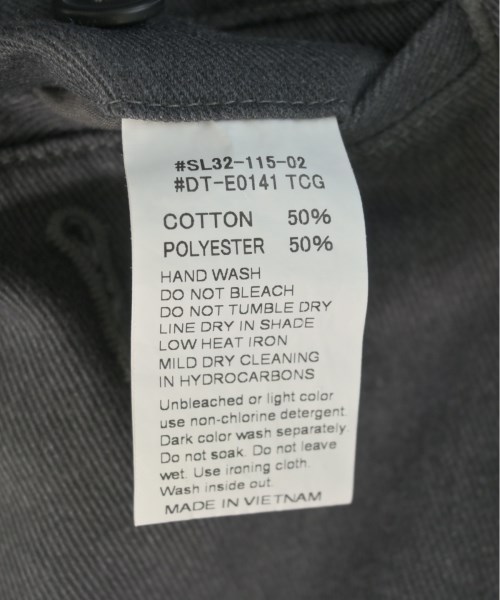 #SL32-115-02
#DT-E0141 TCG
COTTON 50%
POLYESTER 50%
HAND WASH
DO NOT BLEACH
DO NOT TUMBLE DRY
LINE DRY IN SHADE
LOW HEAT IRON
MILD DRY CLEANING
IN HYDROCARBONS
Unbleached or light color
use non-chlorine detergent.
Dark color wash separately.
Do not soak. Do not leave
wet. Use ironing cloth.
Wash inside out.
MADE IN VIETNAM